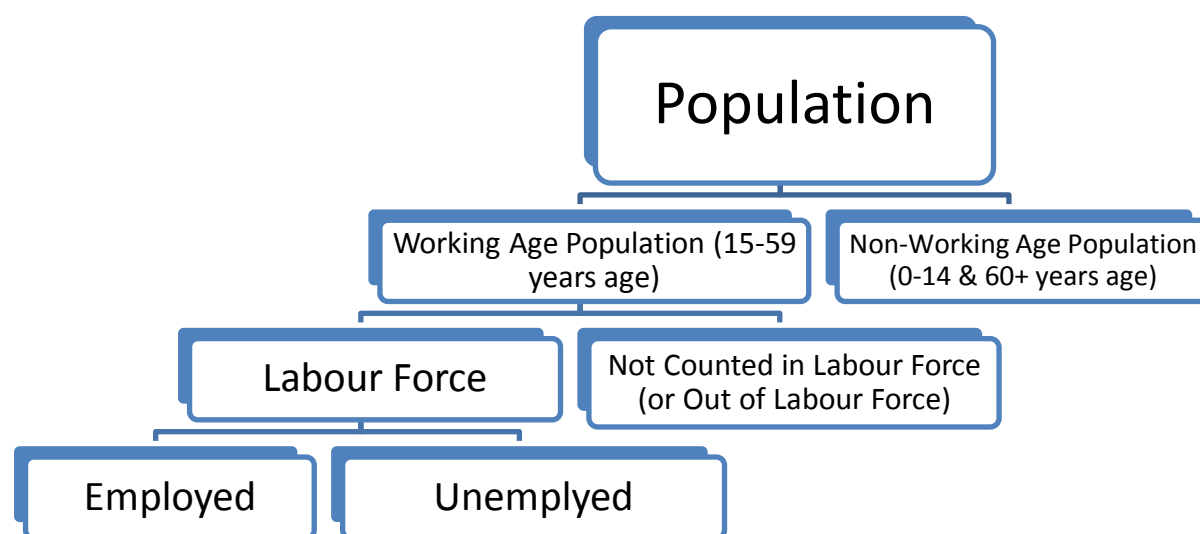 Population
Working Age Population (15-59
years age)
Non-Working Age Population
(0-14 & 60+ years age)
Labour Force
Not Counted in Labour Force
(or Out of Labour Force)
Employed
Unemplyed